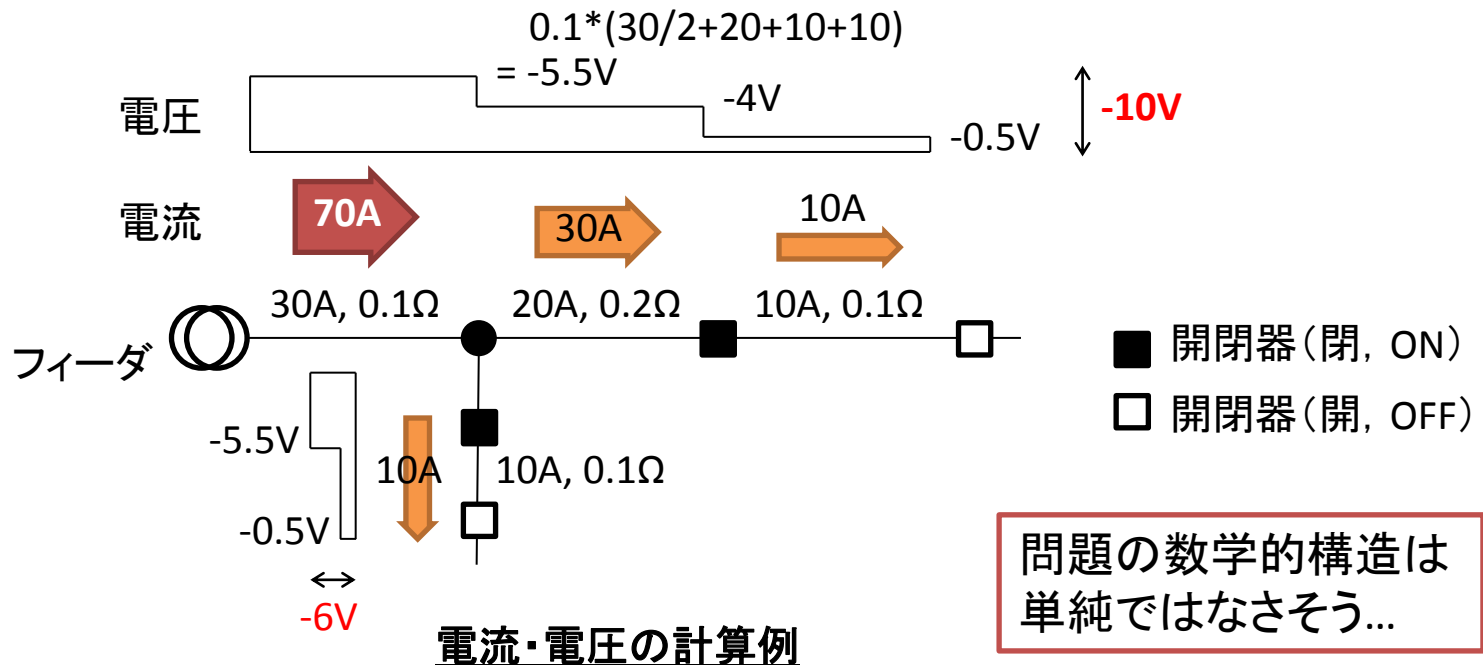 0.1*(30/2+20+10+10)
= -5.5V
-4V
-10V
電圧
-0.5V
電流
70A
30A
10A
30A, 0.1Ω
20A, 0.2Ω
10A, 0.1Ω
フィーダ
開閉器(閉, ON)
開閉器(開, OFF)
-5.5V
10A
10A, 0.1Ω
-0.5V
-6V
問題の数学的構造は
単純ではなさそう…
電流・電圧の計算例